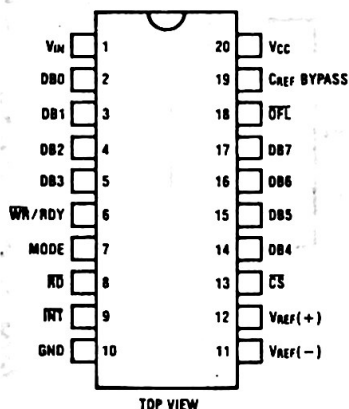 VIN 1 20 VCC
DB0 2 19 CREF BYPASS
DB1 3 18 OFL
DB2 4 17 DB7
DB3 5 16 DB6
WR/RDY 6 15 DB5
MODE 7 14 DB4
RD 8 13 CS
INT 9 12 VREF(+)
GND 10 11 VREF(−)
TOP VIEW